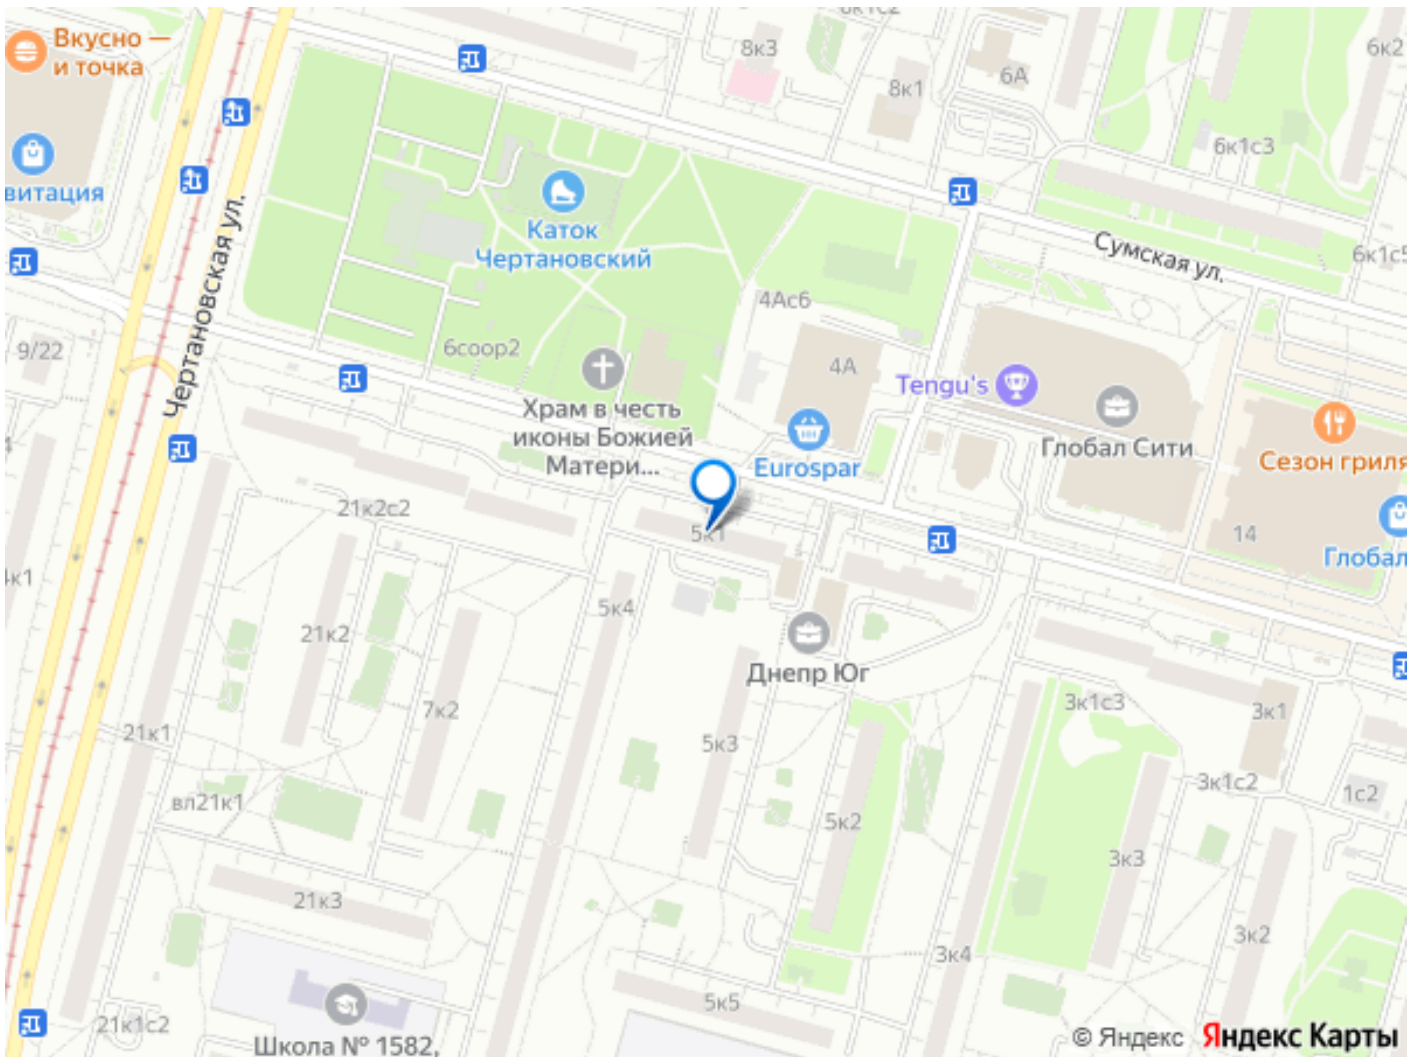 Вкусно —
и точка
8к3
6А
6к2
8к1
6к1с3
витация
Каток
Чертановский
Чертановская ул.
Сумская ул.
6к1с5
4Ас6
9/22
6соор2
4А
Tengu's
Храм в честь
иконы Божией
Матери...
Глобал Сити
Сезон гриля
Eurospar
21к2с2
5к1
14
Глобал
к1
5к4
21к2
Днепр Юг
7к2
3к1с3
3к1
21к1
5к3
3к1с2
1с2
вл21к1
5к2
3к3
21к3
3к2
3к4
5к5
21к1с2
Школа № 1582,
© Яндекс Яндекс Карты